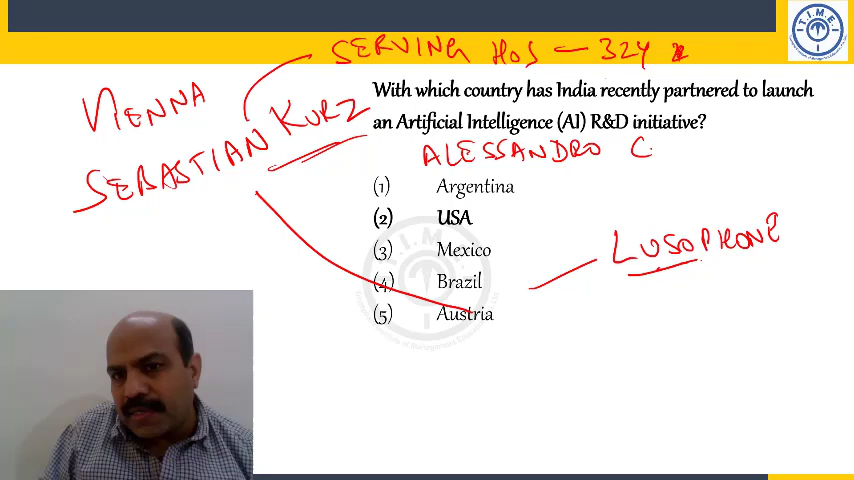 T.I.M.E.
SERVING HOS - 324
VIENNA
With which country has India recently partnered to launch
an Artificial Intelligence (AI) R&D initiative?
SEBASTIAN KURZ
ALESSANDRO C
(1) Argentina
(2) USA
(3) Mexico
(4) Brazil
(5) Austria
LUSOPHONE